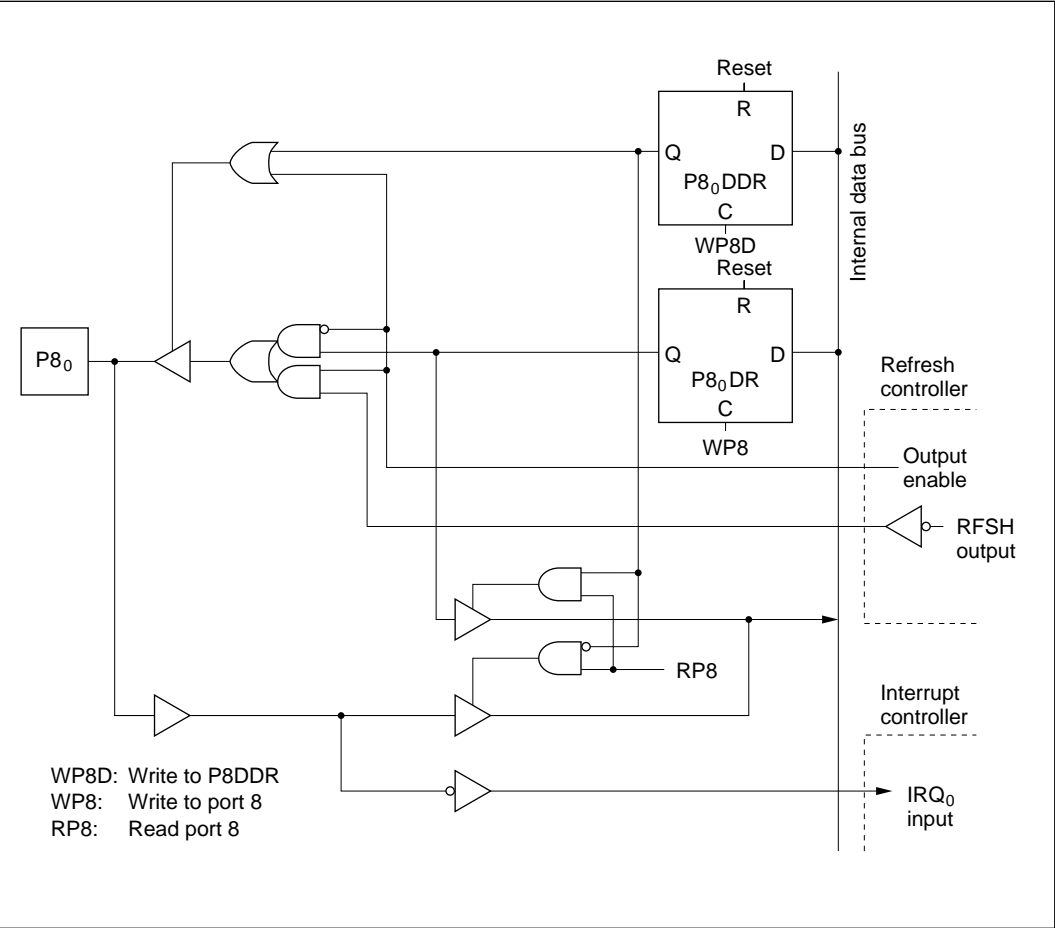 Reset
R
Q
D
P8₀DDR
C
WP8D
Internal data bus
Reset
R
P8₀
Q
D
P8₀DR
C
WP8
Refresh
controller
Output
enable
RFSH
output
RP8
Interrupt
controller
WP8D: Write to P8DDR
WP8: Write to port 8
RP8: Read port 8
IRQ₀
input